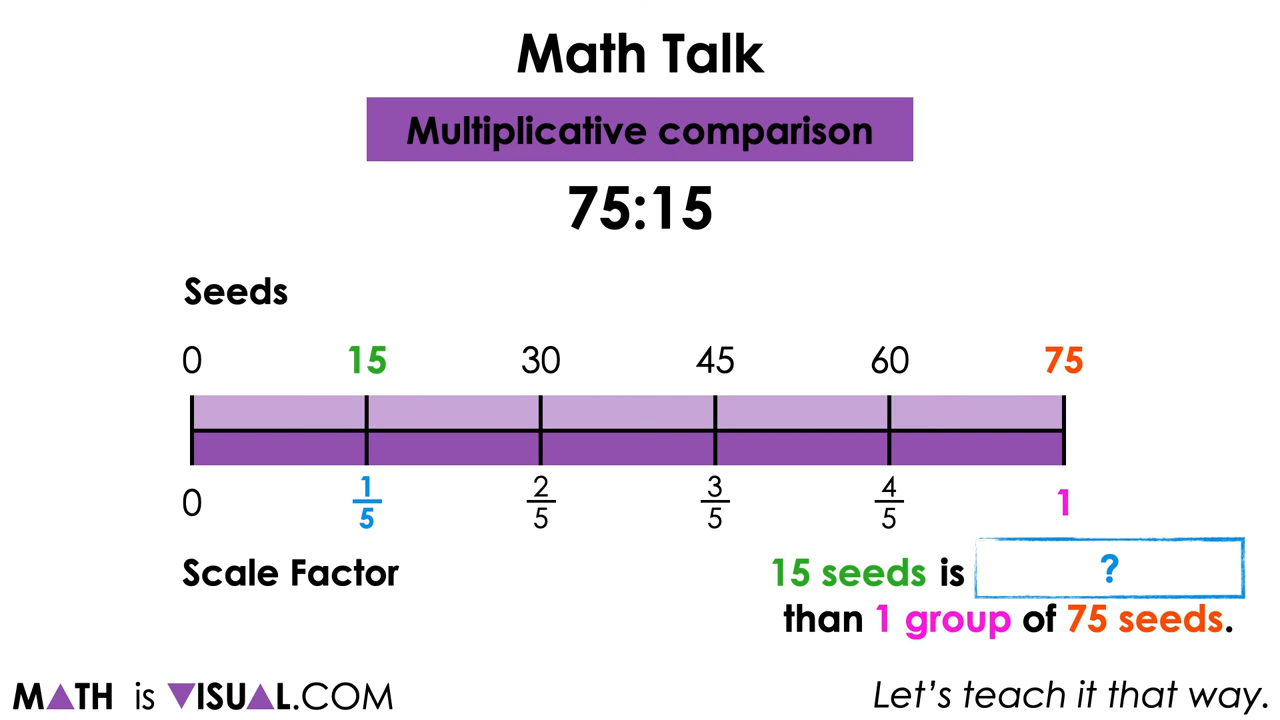 Math Talk
Multiplicative comparison
75:15
Seeds
0 15 30 45 60 75
0 1/5 2/5 3/5 4/5 1
Scale Factor
15 seeds is ?
than 1 group of 75 seeds.
M▲TH is ▼ISU▲L.COM
Let's teach it that way.